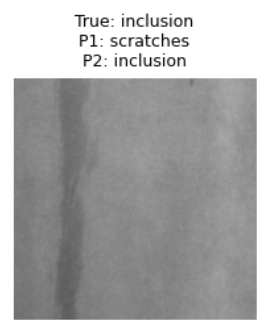 True: inclusion
P1: scratches
P2: inclusion